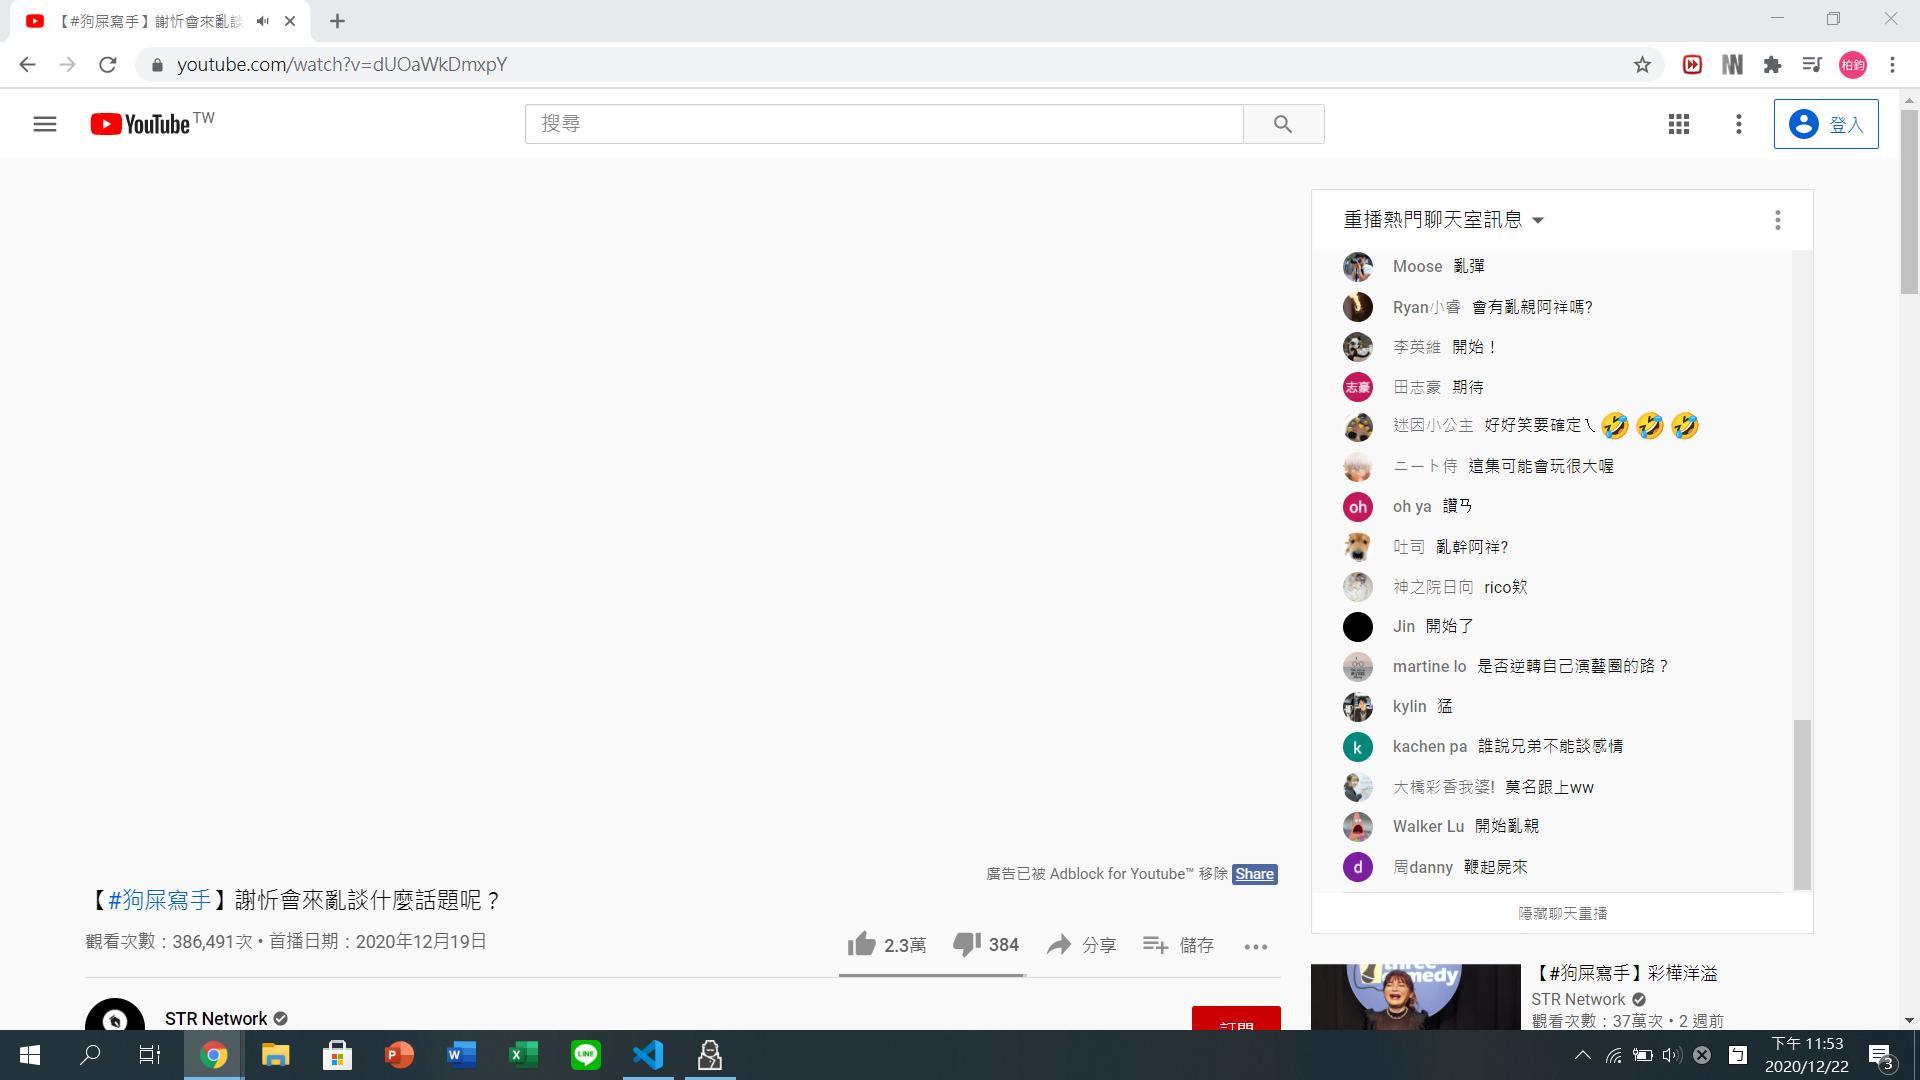 【#狗屎寫手】謝忻會來亂談
youtube.com/watch?v=dUOaWkDmxpY
柏鈞
YouTube TW
搜尋
登入
重播熱門聊天室訊息
Moose 亂彈
Ryan小睿 會有亂親阿祥嗎?
李英維 開始！
志豪 田志豪 期待
迷因小公主 好好笑要確定ㄟ🤣🤣🤣
ニート侍 這集可能會玩很大喔
oh oh ya 讚ㄢ
吐司 亂幹阿祥?
神之院日向 rico欸
Jin 開始了
martine lo 是否逆轉自己演藝圈的路？
kylin 猛
k kachen pa 誰說兄弟不能談感情
大橋彩香我婆! 莫名跟上ww
Walker Lu 開始亂親
d 周danny 鞭起屍來
隱藏聊天重播
廣告已被 Adblock for Youtube™ 移除 Share
【#狗屎寫手】謝忻會來亂談什麼話題呢？
觀看次數：386,491次 • 首播日期：2020年12月19日
2.3萬 384 分享 儲存
STR Network
訂閱
three
comedy
【#狗屎寫手】彩樺洋溢
STR Network
觀看次數：37萬次 • 2 週前
LINE
下午 11:53
2020/12/22
3